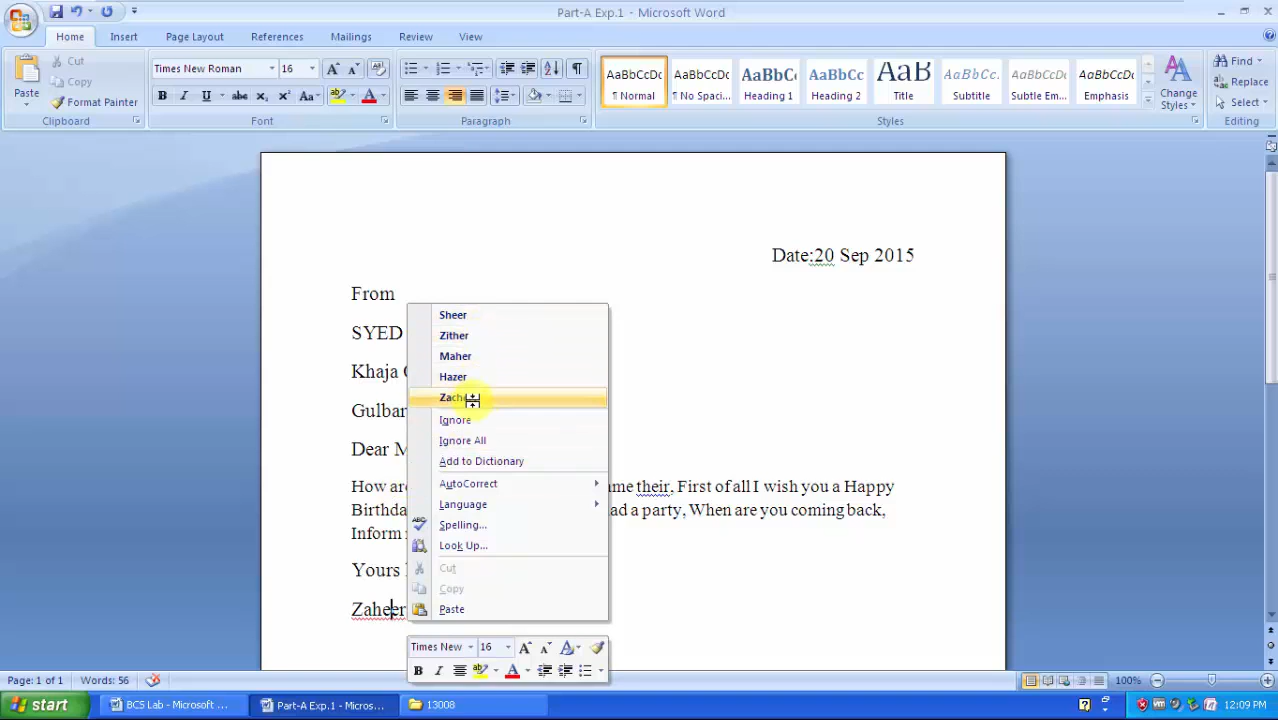 Part-A Exp.1 - Microsoft Word
Home Insert Page Layout References Mailings Review View
Paste
Cut
Copy
Format Painter
Clipboard
Times New Roman 16
Font
Paragraph
AaBbCcDc AaBbCcDc AaBbC AaBbCc AaB AaBbCc. AaBbCcDc AaBbCcDc
¶ Normal ¶ No Spaci... Heading 1 Heading 2 Title Subtitle Subtle Em... Emphasis
Change Styles
Styles
Find
Replace
Select
Editing
Date:20 Sep 2015
From
SYED
Khaja
Gulbar
Dear M
How are
me their, First of all I wish you a Happy
Birthda
ad a party, When are you coming back,
Inform
Yours
Zaheer
Sheer
Zither
Maher
Hazer
Zach
Ignore
Ignore All
Add to Dictionary
AutoCorrect
Language
Spelling...
Look Up...
Cut
Copy
Paste
Times New 16
Page: 1 of 1 Words: 56 100%
start BCS Lab - Microsoft ... Part-A Exp.1 - Micros... 13008 12:09 PM